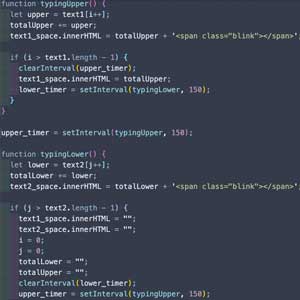 function typingUpper() {
let upper = text1[i++];
totalUpper += upper;
text1_space.innerHTML = totalUpper + '<span class="blink"></span>';
if (i > text1.length - 1) {
clearInterval(upper_timer);
text1_space.innerHTML = totalUpper;
lower_timer = setInterval(typingLower, 150);
}
}
upper_timer = setInterval(typingUpper, 150);
function typingLower() {
let lower = text2[j++];
totalLower += lower;
text2_space.innerHTML = totalLower + '<span class="blink"></span>';
if (j > text2.length - 1) {
text1_space.innerHTML = "";
text2_space.innerHTML = "";
i = 0;
j = 0;
totalLower = "";
totalUpper = "";
clearInterval(lower_timer);
upper_timer = setInterval(typingUpper, 150);